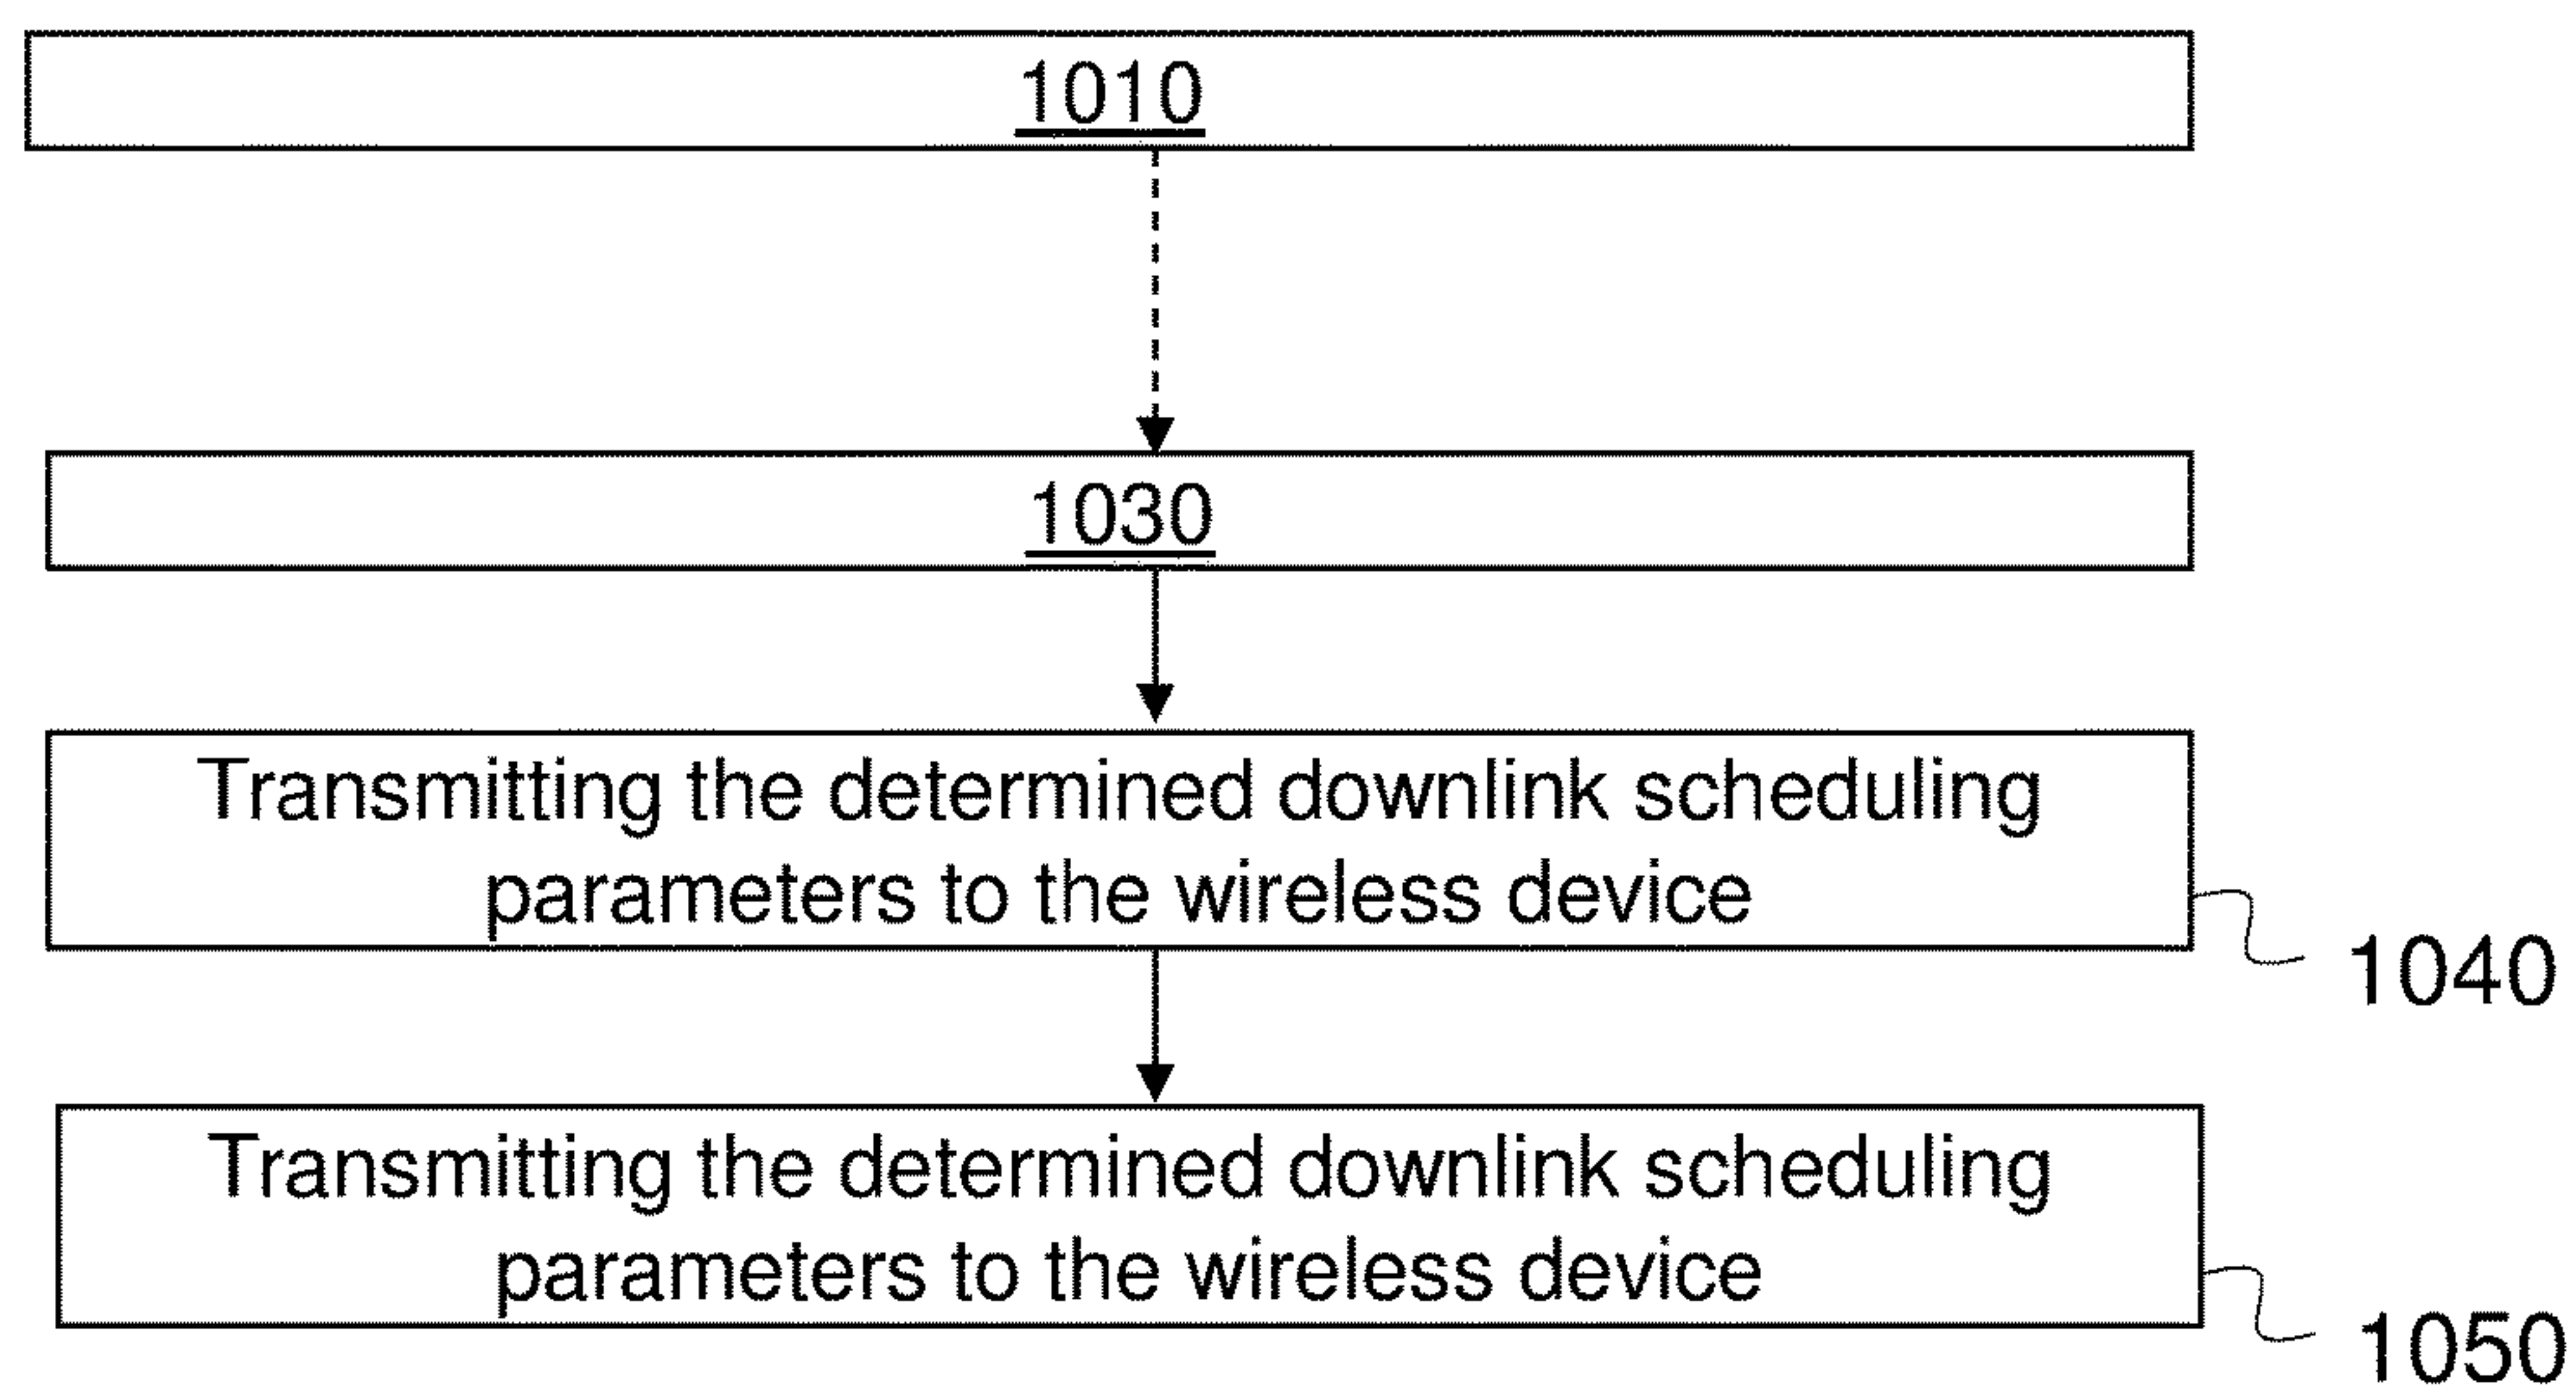 1010
1030
Transmitting the determined downlink scheduling
parameters to the wireless device
1040
Transmitting the determined downlink scheduling
parameters to the wireless device
1050